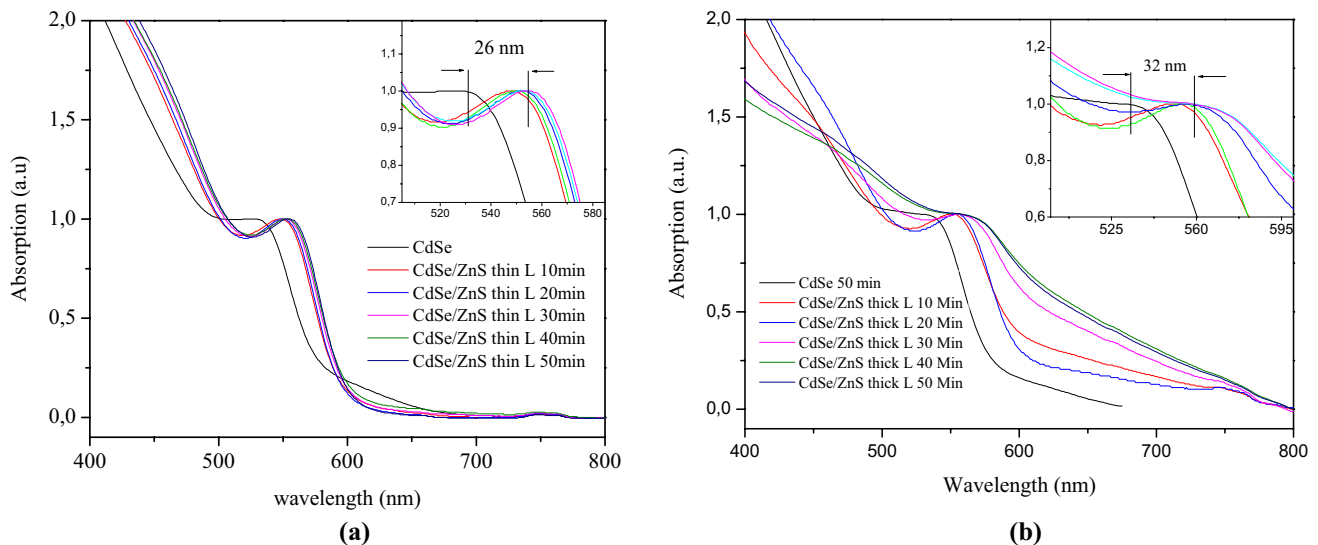 2,0
1,5
1,0
0,5
0,0
Absorption (a.u)
400 500 600 700 800
wavelength (nm)
26 nm
1,1
1,0
0,9
0,8
0,7
520 540 560 580
CdSe
CdSe/ZnS thin L 10min
CdSe/ZnS thin L 20min
CdSe/ZnS thin L 30min
CdSe/ZnS thin L 40min
CdSe/ZnS thin L 50min
(a)
2,0
1,5
1,0
0,5
0,0
Absorption (a.u.)
400 500 600 700 800
Wavelength (nm)
32 nm
1,2
1,0
0,8
0,6
525 560 595
CdSe 50 min
CdSe/ZnS thick L 10 Min
CdSe/ZnS thick L 20 Min
CdSe/ZnS thick L 30 Min
CdSe/ZnS thick L 40 Min
CdSe/ZnS thick L 50 Min
(b)